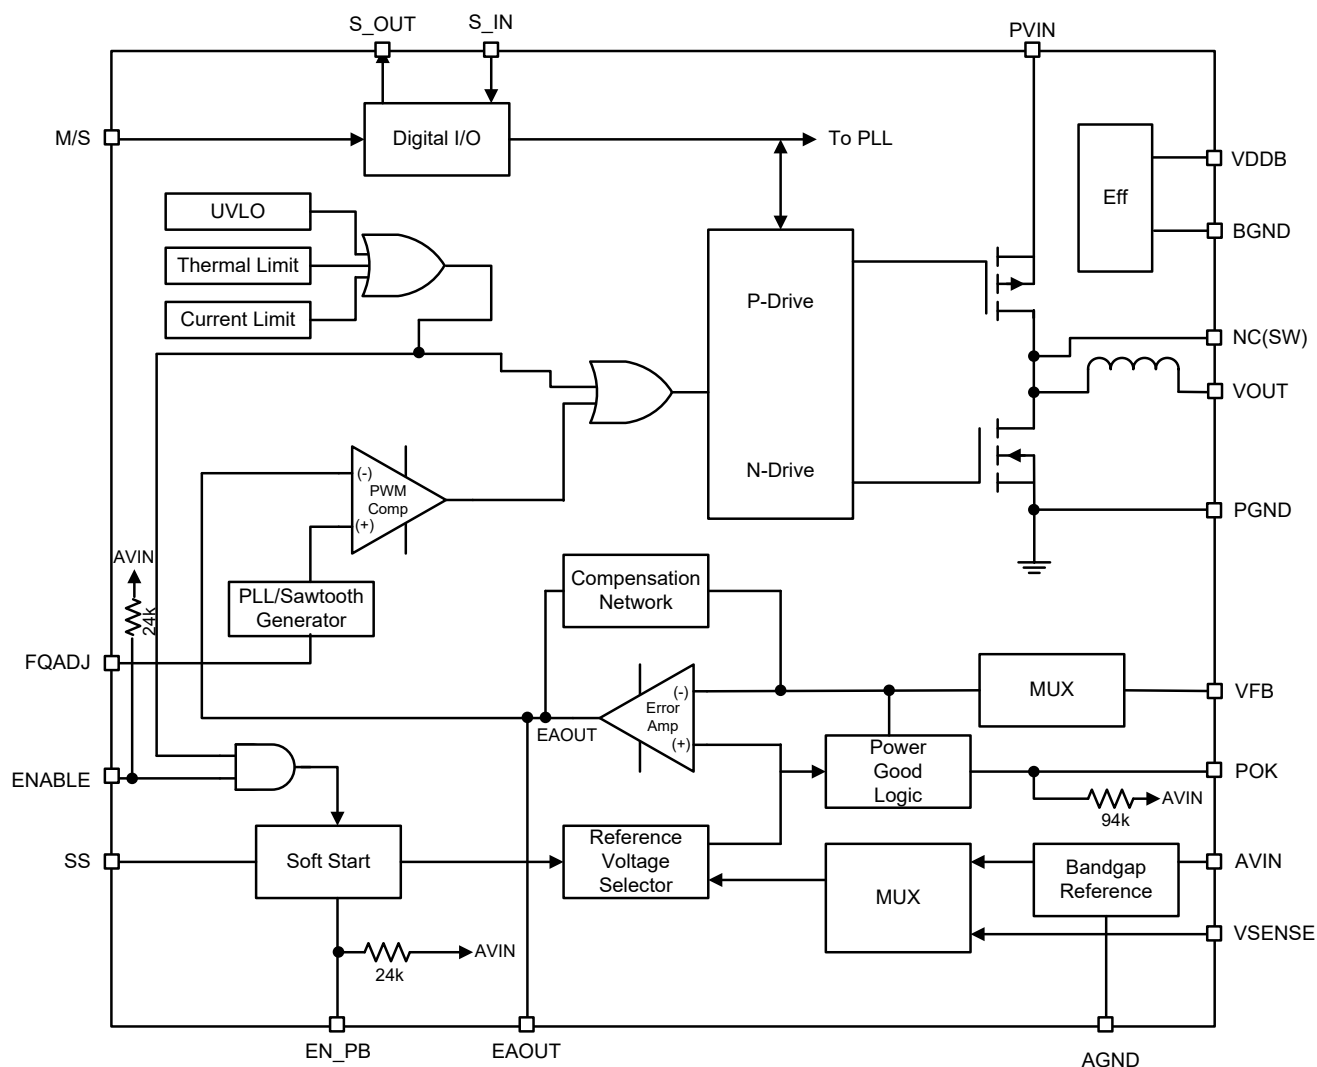 S_OUT
S_IN
PVIN
M/S
Digital I/O
To PLL
VDDB
Eff
BGND
UVLO
Thermal Limit
Current Limit
P-Drive
NC(SW)
VOUT
(-)
PWM
Comp
(+)
N-Drive
PGND
AVIN
24k
PLL/Sawtooth
Generator
Compensation
Network
FQADJ
(-)
Error
Amp
(+)
MUX
VFB
EAOUT
Power
Good
Logic
POK
ENABLE
AVIN
94k
SS
Soft Start
Reference
Voltage
Selector
MUX
Bandgap
Reference
AVIN
VSENSE
AVIN
24k
EN_PB
EAOUT
AGND